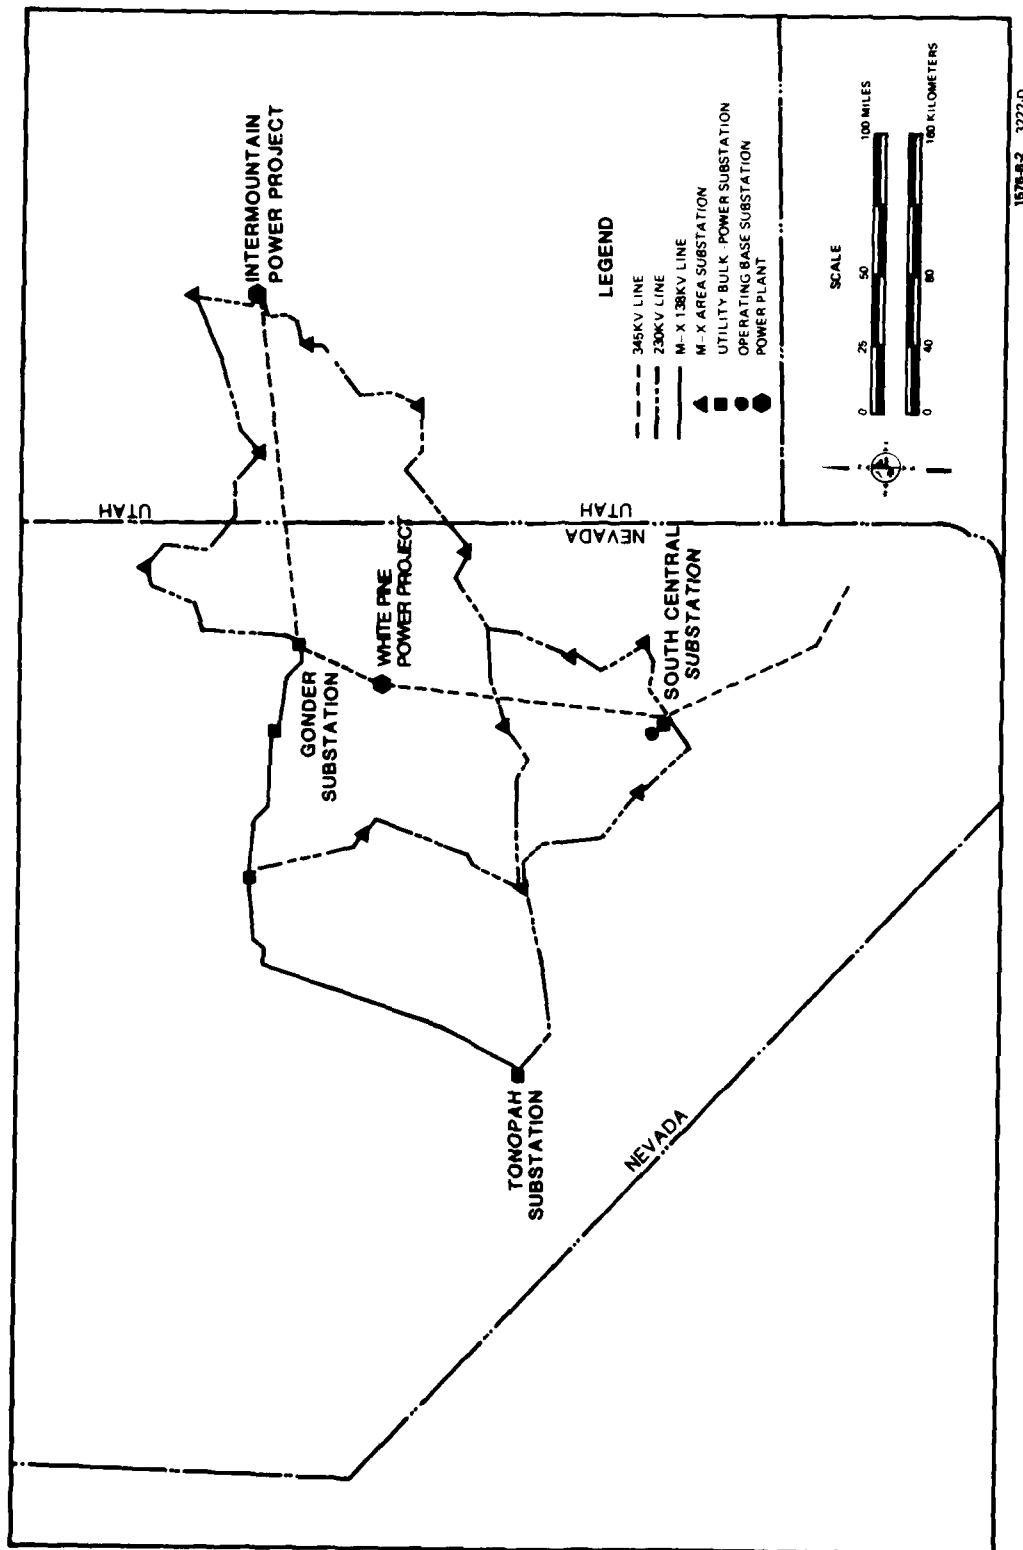 INTERMOUNTAIN
POWER PROJECT
UTAH
NEVADA
UTAH
WHITE PINE
POWER PROJECT
GONDER
SUBSTATION
SOUTH CENTRAL
SUBSTATION
TONOPAH
SUBSTATION
NEVADA
LEGEND
345KV LINE
230KV LINE
M-X 138KV LINE
M-X AREA SUBSTATION
UTILITY BULK-POWER SUBSTATION
OPERATING BASE SUBSTATION
POWER PLANT
SCALE
0 25 50 100 MILES
0 40 80 160 KILOMETERS
1578-B-2